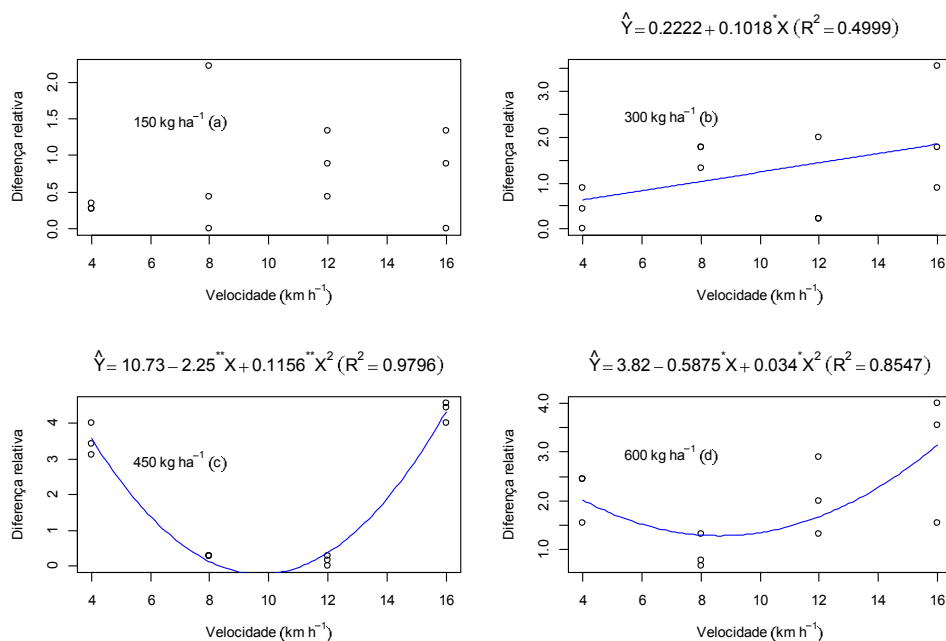 Ŷ = 0.2222 + 0.1018*X (R² = 0.4999)
Diferença relativa
2.0
1.5
1.0
0.5
0.0
150 kg ha⁻¹ (a)
4 6 8 10 12 14 16
Velocidade (km h⁻¹)
Diferença relativa
3.0
2.0
1.0
0.0
300 kg ha⁻¹ (b)
4 6 8 10 12 14 16
Velocidade (km h⁻¹)
Ŷ = 10.73 − 2.25**X + 0.1156**X² (R² = 0.9796)
Diferença relativa
4
3
2
1
0
450 kg ha⁻¹ (c)
4 6 8 10 12 14 16
Velocidade (km h⁻¹)
Ŷ = 3.82 − 0.5875*X + 0.034*X² (R² = 0.8547)
Diferença relativa
4.0
3.0
2.0
1.0
600 kg ha⁻¹ (d)
4 6 8 10 12 14 16
Velocidade (km h⁻¹)